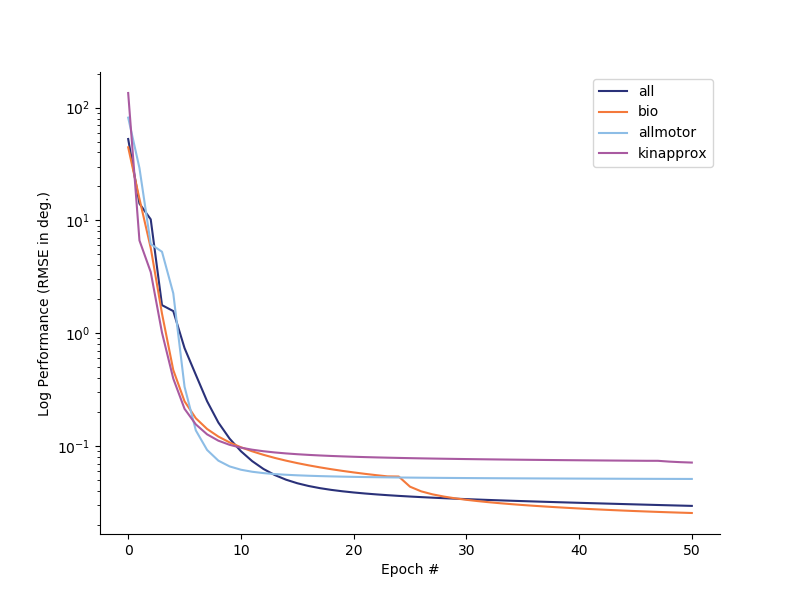 all
bio
allmotor
kinapprox
10²
10¹
10⁰
10⁻¹
Log Performance (RMSE in deg.)
0 10 20 30 40 50
Epoch #